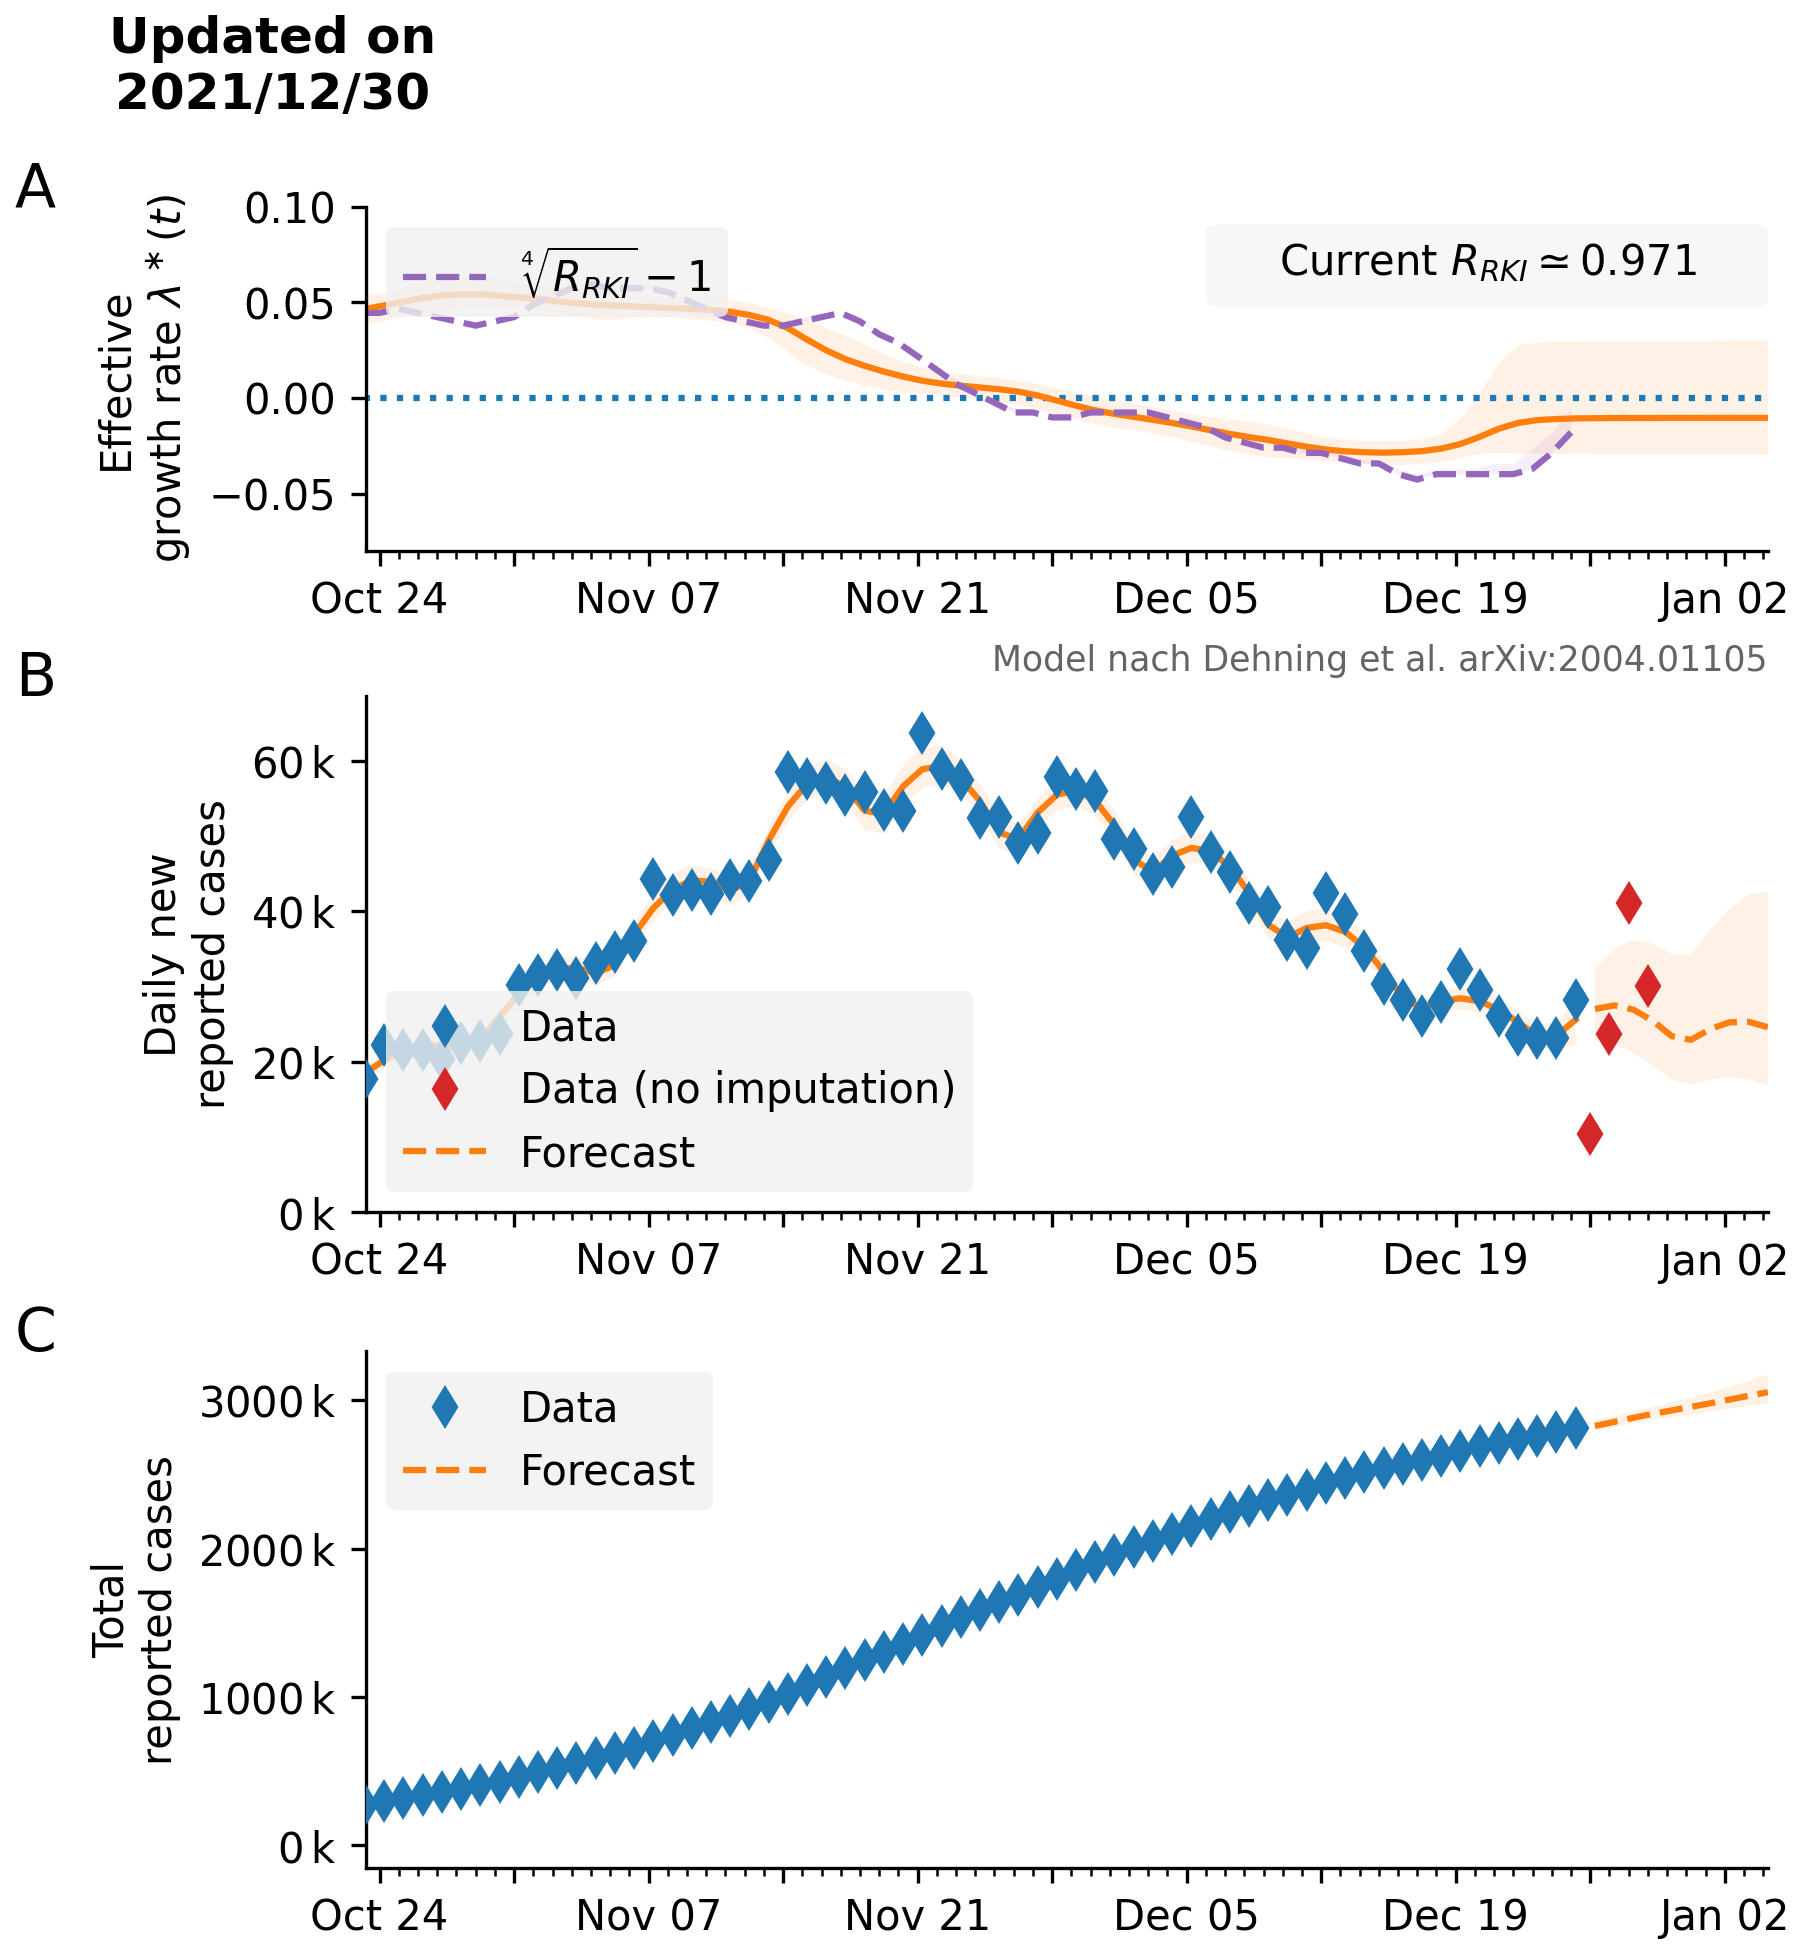 Updated on
2021/12/30
A
Effective
growth rate λ * (t)
0.10
0.05
0.00
−0.05
∜R_RKI − 1
Current R_RKI ≃ 0.971
Oct 24 Nov 07 Nov 21 Dec 05 Dec 19 Jan 02
Model nach Dehning et al. arXiv:2004.01105
B
Daily new
reported cases
60 k
40 k
20 k
0 k
Data
Data (no imputation)
Forecast
Oct 24 Nov 07 Nov 21 Dec 05 Dec 19 Jan 02
C
Total
reported cases
3000 k
2000 k
1000 k
0 k
Data
Forecast
Oct 24 Nov 07 Nov 21 Dec 05 Dec 19 Jan 02